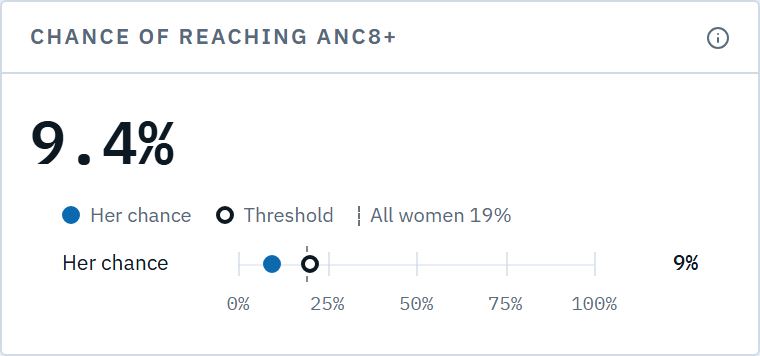 CHANCE OF REACHING ANC8+
9.4%
Her chance Threshold All women 19%
Her chance 9%
0% 25% 50% 75% 100%